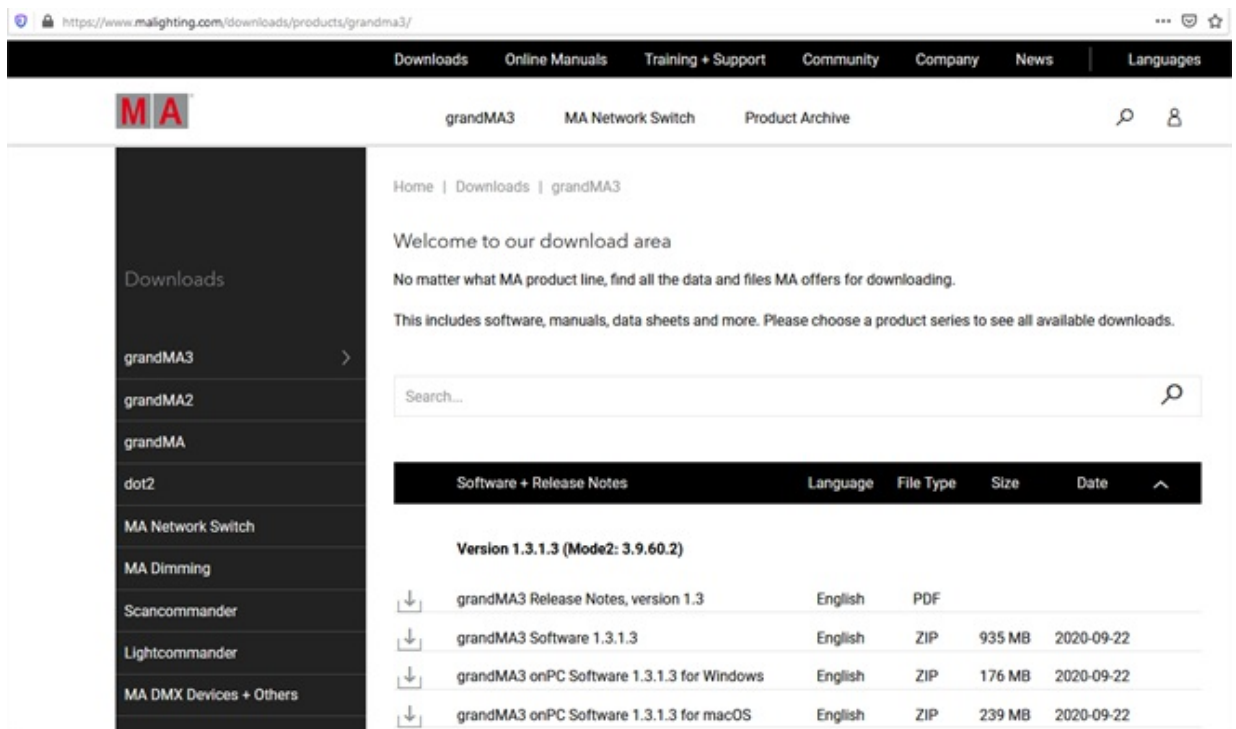 https://www.malighting.com/downloads/products/grandma3/
Downloads Online Manuals Training + Support Community Company News Languages
MA grandMA3 MA Network Switch Product Archive
Home | Downloads | grandMA3
Welcome to our download area
No matter what MA product line, find all the data and files MA offers for downloading.
This includes software, manuals, data sheets and more. Please choose a product series to see all available downloads.
Search...
Downloads
grandMA3
grandMA2
grandMA
dot2
MA Network Switch
MA Dimming
Scancommander
Lightcommander
MA DMX Devices + Others
Software + Release Notes Language File Type Size Date
Version 1.3.1.3 (Mode2: 3.9.60.2)
grandMA3 Release Notes, version 1.3 English PDF
grandMA3 Software 1.3.1.3 English ZIP 935 MB 2020-09-22
grandMA3 onPC Software 1.3.1.3 for Windows English ZIP 176 MB 2020-09-22
grandMA3 onPC Software 1.3.1.3 for macOS English ZIP 239 MB 2020-09-22